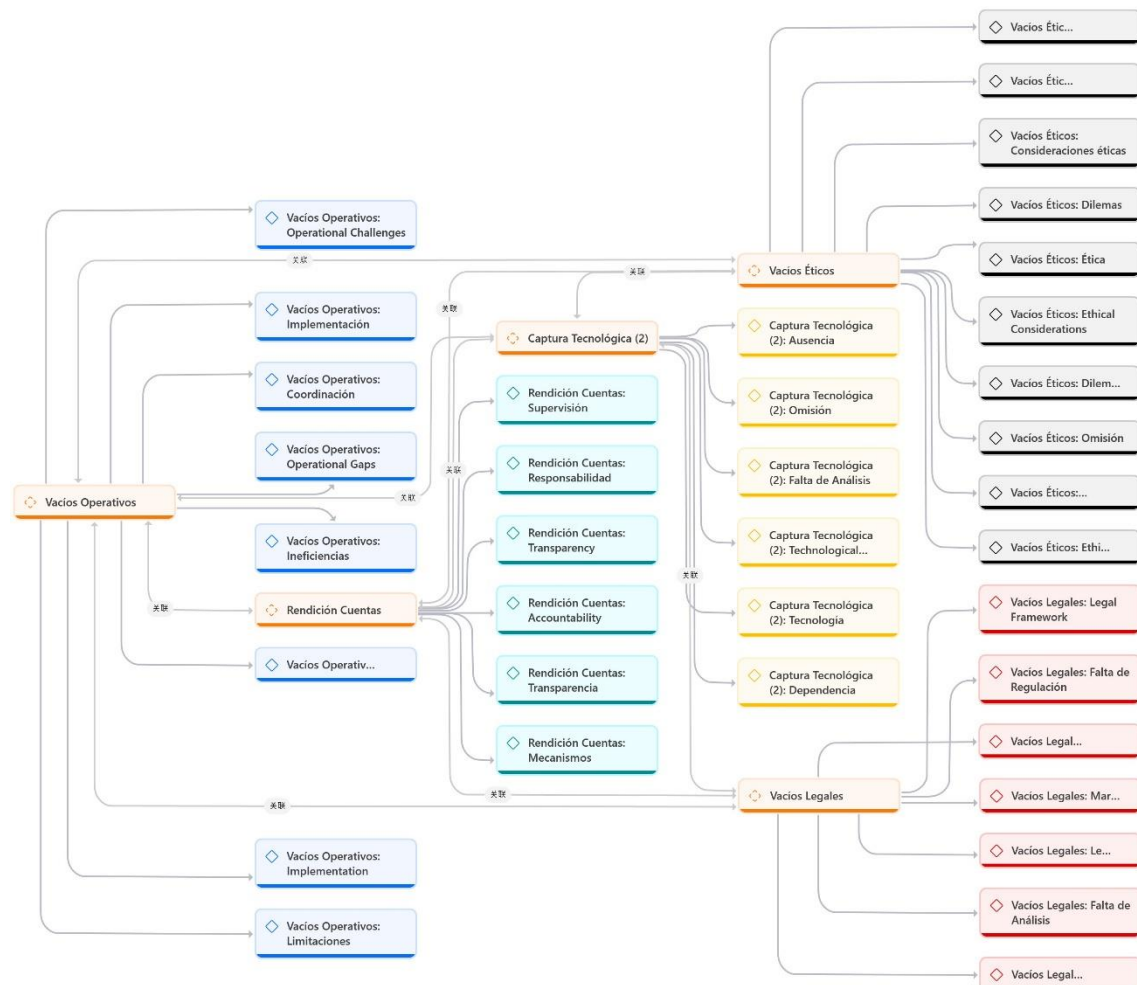 Vacíos Étic...
Vacíos Étic...
Vacíos Éticos:
Consideraciones éticas
Vacíos Éticos: Dilemas
Vacíos Éticos: Ética
Vacíos Éticos: Ethical
Considerations
Vacíos Éticos: Dilem...
Vacíos Éticos: Omisión
Vacíos Éticos:...
Vacíos Éticos: Ethi...
Vacíos Éticos
关联
关联
关联
关联
关联
关联
关联
关联
关联
Vacíos Operativos:
Operational Challenges
Vacíos Operativos:
Implementación
Vacíos Operativos:
Coordinación
Vacíos Operativos:
Operational Gaps
Vacíos Operativos
Vacíos Operativos:
Ineficiencias
Rendición Cuentas
Vacíos Operativ...
Vacíos Operativos:
Implementation
Vacíos Operativos:
Limitaciones
Captura Tecnológica (2)
Rendición Cuentas:
Supervisión
Rendición Cuentas:
Responsabilidad
Rendición Cuentas:
Transparency
Rendición Cuentas:
Accountability
Rendición Cuentas:
Transparencia
Rendición Cuentas:
Mecanismos
Captura Tecnológica
(2): Ausencia
Captura Tecnológica
(2): Omisión
Captura Tecnológica
(2): Falta de Análisis
Captura Tecnológica
(2): Technological...
Captura Tecnológica
(2): Tecnología
Captura Tecnológica
(2): Dependencia
Vacíos Legales
Vacíos Legales: Legal
Framework
Vacíos Legales: Falta de
Regulación
Vacíos Legal...
Vacíos Legales: Mar...
Vacíos Legales: Le...
Vacíos Legales: Falta de
Análisis
Vacíos Legal...